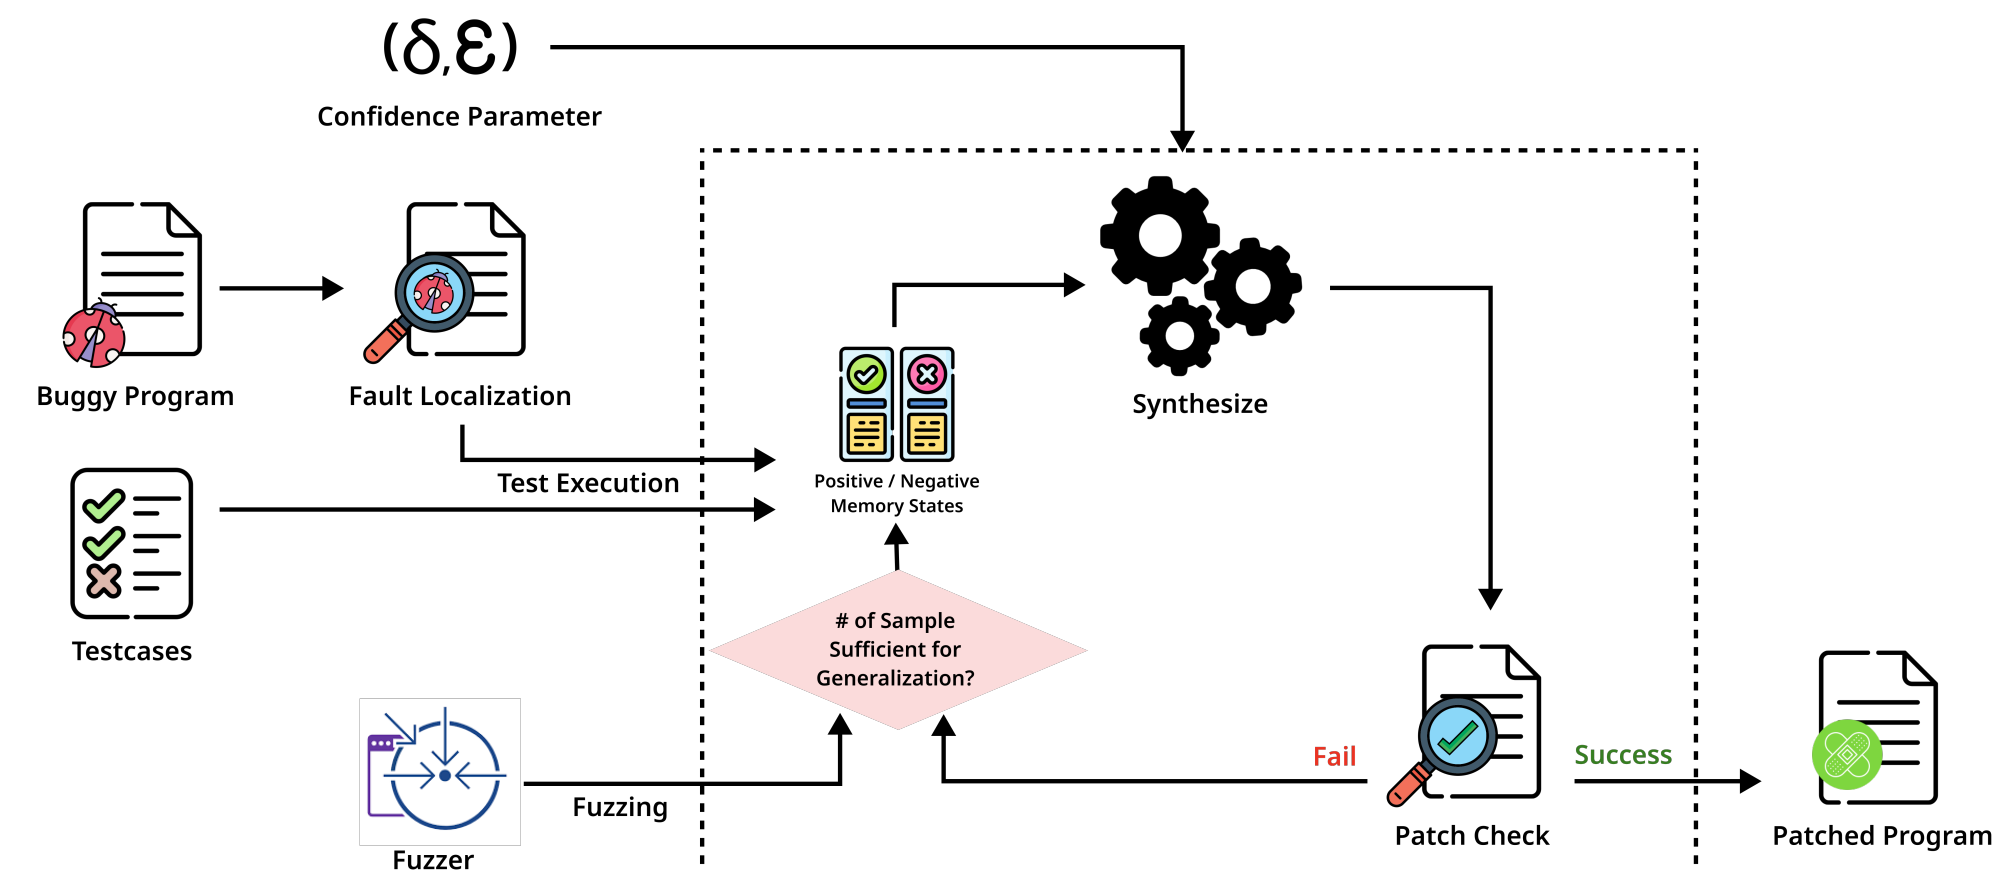 (δ,ε)
Confidence Parameter
Buggy Program
Fault Localization
Synthesize
Test Execution
Positive / Negative
Memory States
Testcases
# of Sample
Sufficient for
Generalization?
Fail
Success
Fuzzing
Fuzzer
Patch Check
Patched Program